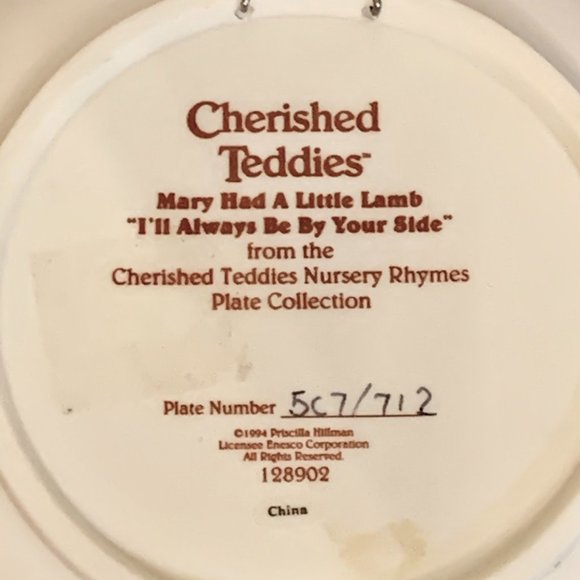 Cherished
Teddies™
Mary Had A Little Lamb
"I'll Always Be By Your Side"
from the
Cherished Teddies Nursery Rhymes
Plate Collection
Plate Number 5C7/712
©1994 Priscilla Hillman
Licensee Enesco Corporation
All Rights Reserved.
128902
China